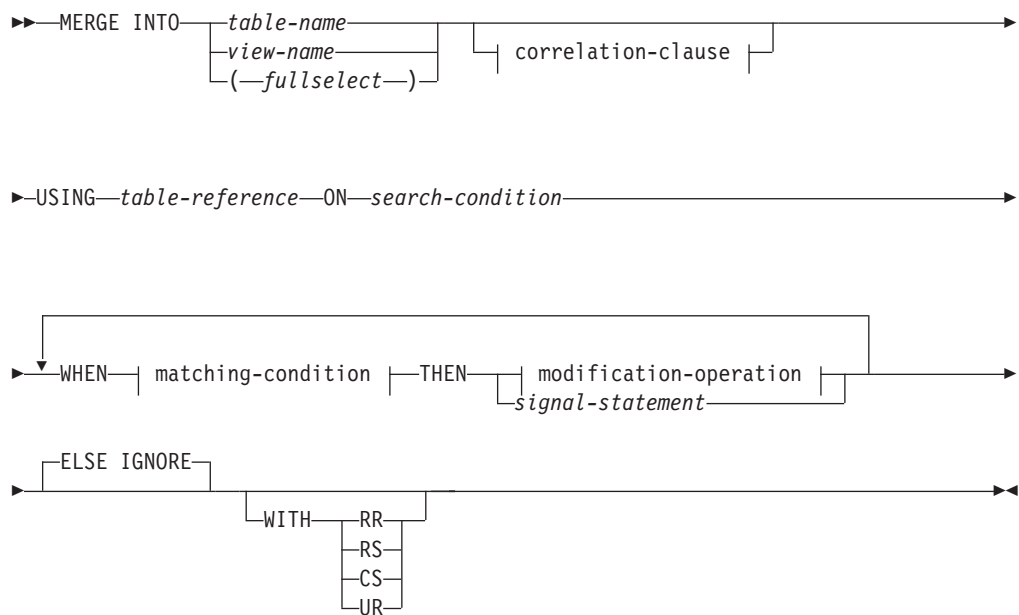 MERGE INTO table-name correlation-clause
view-name
(fullselect)
USING table-reference ON search-condition
WHEN matching-condition THEN modification-operation
signal-statement
ELSE IGNORE
WITH RR
RS
CS
UR